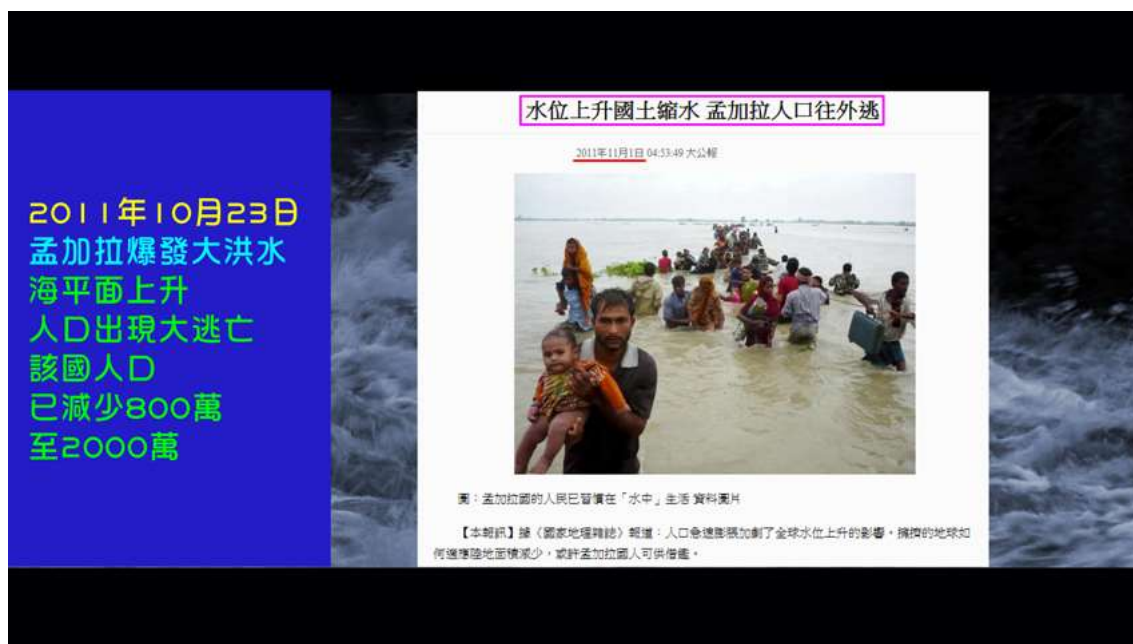 2011年10月23日
孟加拉爆發大洪水
海平面上升
人口出現大逃亡
該國人口
已減少800萬
至2000萬
水位上升國土縮水 孟加拉人口往外逃
2011年11月1日 04:53:49 大公報
圖：孟加拉國的人民已習慣在「水中」生活 資料圖片
【本報訊】據《國家地理雜誌》報道：人口急速膨脹加劇了全球水位上升的影響。擁擠的地球如
何適應陸地面積減少，或許孟加拉國人可供借鑑。